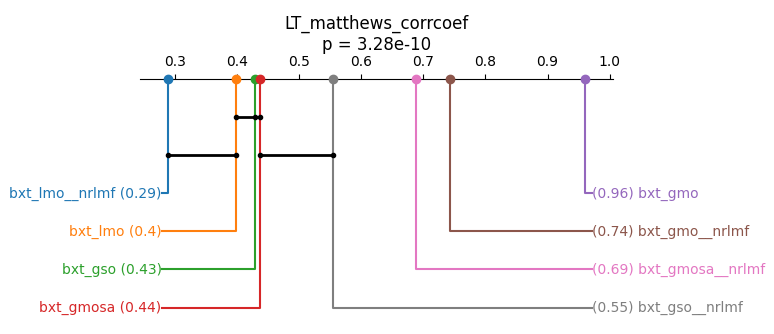 LT_matthews_corrcoef
p = 3.28e-10
0.3 0.4 0.5 0.6 0.7 0.8 0.9 1.0
bxt_lmo__nrlmf (0.29) (0.96) bxt_gmo
bxt_lmo (0.4) (0.74) bxt_gmo__nrlmf
bxt_gso (0.43) (0.69) bxt_gmosa__nrlmf
bxt_gmosa (0.44) (0.55) bxt_gso__nrlmf